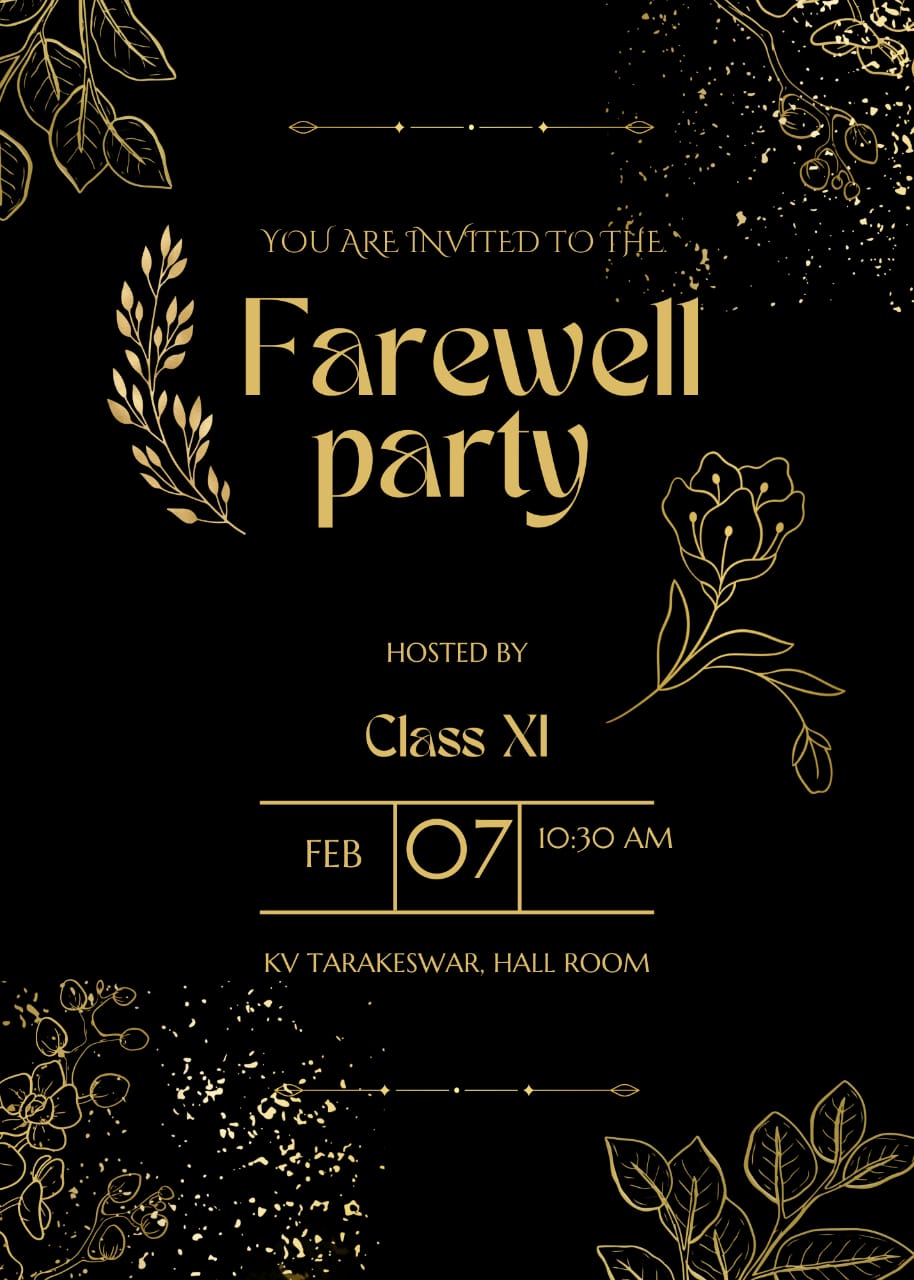 YOU ARE INVITED TO THE
Farewell
party
HOSTED BY
Class XI
FEB
07
10:30 AM
KV TARAKESWAR, HALL ROOM